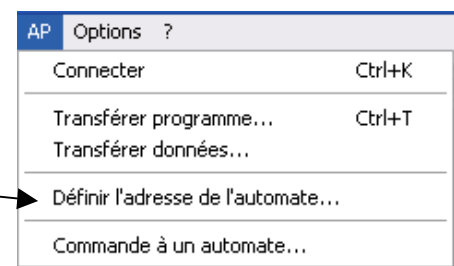 AP Options ?
Connecter Ctrl+K
Transférer programme... Ctrl+T
Transférer données...
Définir l'adresse de l'automate...
Commande à un automate...